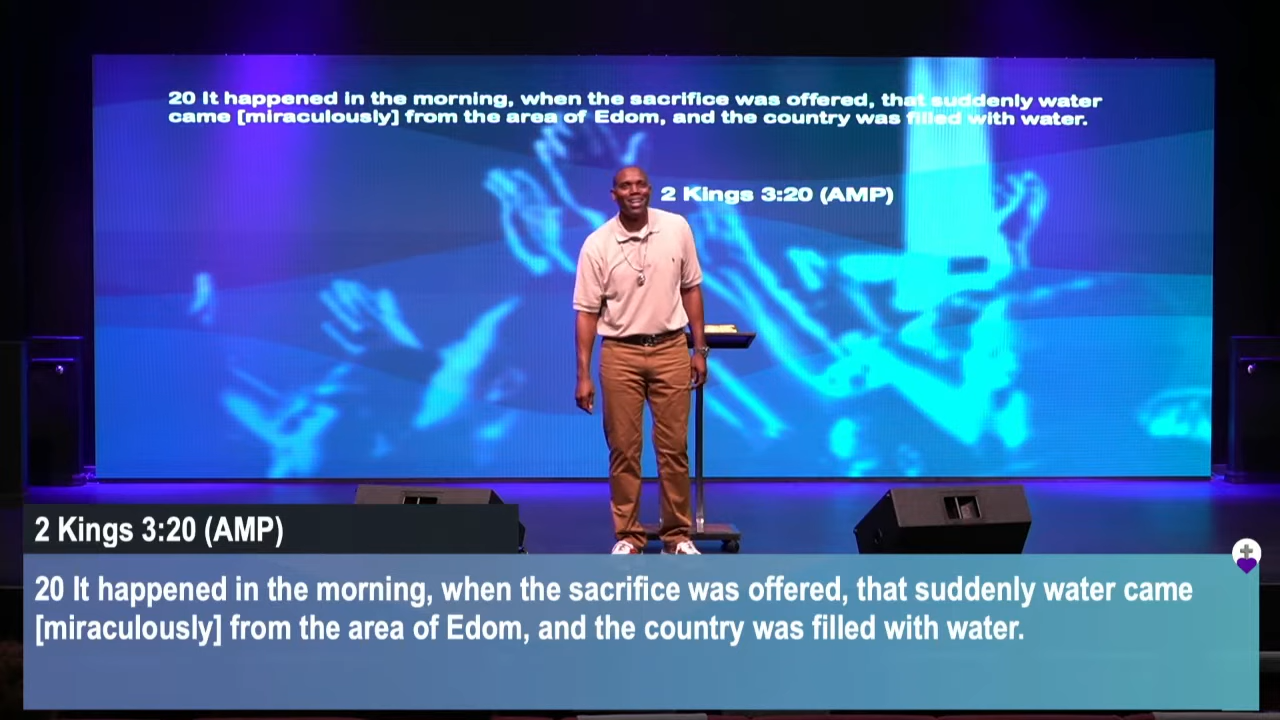 20 It happened in the morning, when the sacrifice was offered, that suddenly water
came [miraculously] from the area of Edom, and the country was filled with water.
2 Kings 3:20 (AMP)
2 Kings 3:20 (AMP)
20 It happened in the morning, when the sacrifice was offered, that suddenly water came
[miraculously] from the area of Edom, and the country was filled with water.